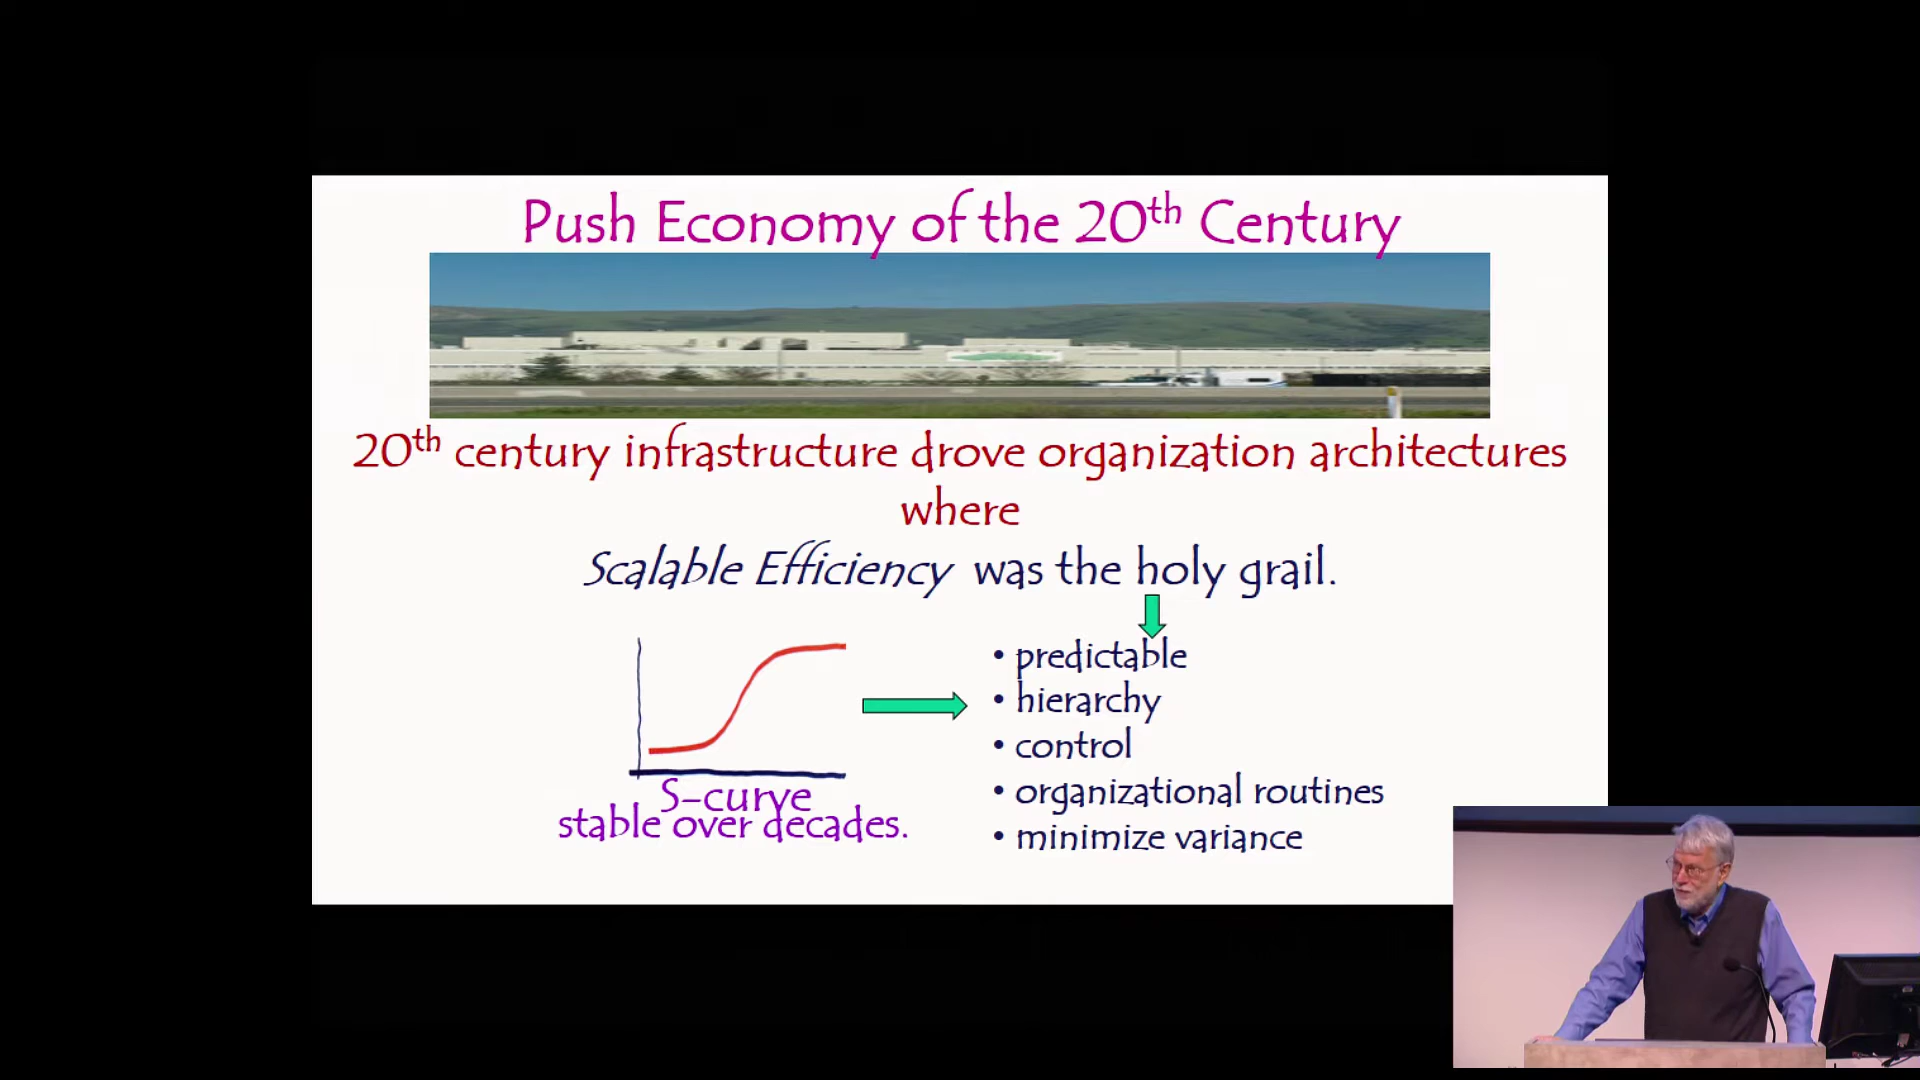 Push Economy of the 20th Century
20th century infrastructure drove organization architectures
where
Scalable Efficiency was the holy grail.
• predictable
• hierarchy
• control
• organizational routines
• minimize variance
S-curve
stable over decades.